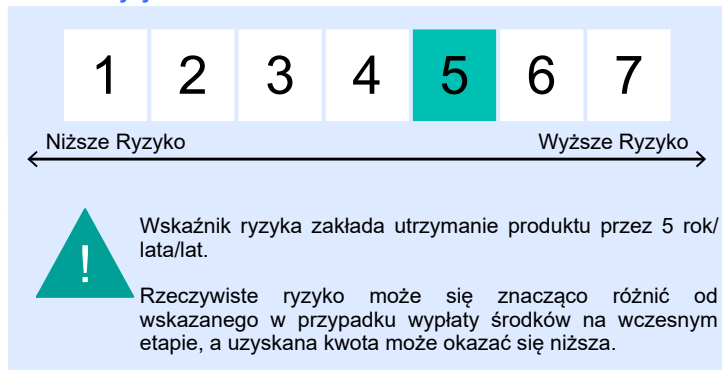 1 2 3 4 5 6 7
Niższe Ryzyko Wyższe Ryzyko
!
Wskaźnik ryzyka zakłada utrzymanie produktu przez 5 rok/
lata/lat.
Rzeczywiste ryzyko może się znacząco różnić od
wskazanego w przypadku wypłaty środków na wczesnym
etapie, a uzyskana kwota może okazać się niższa.